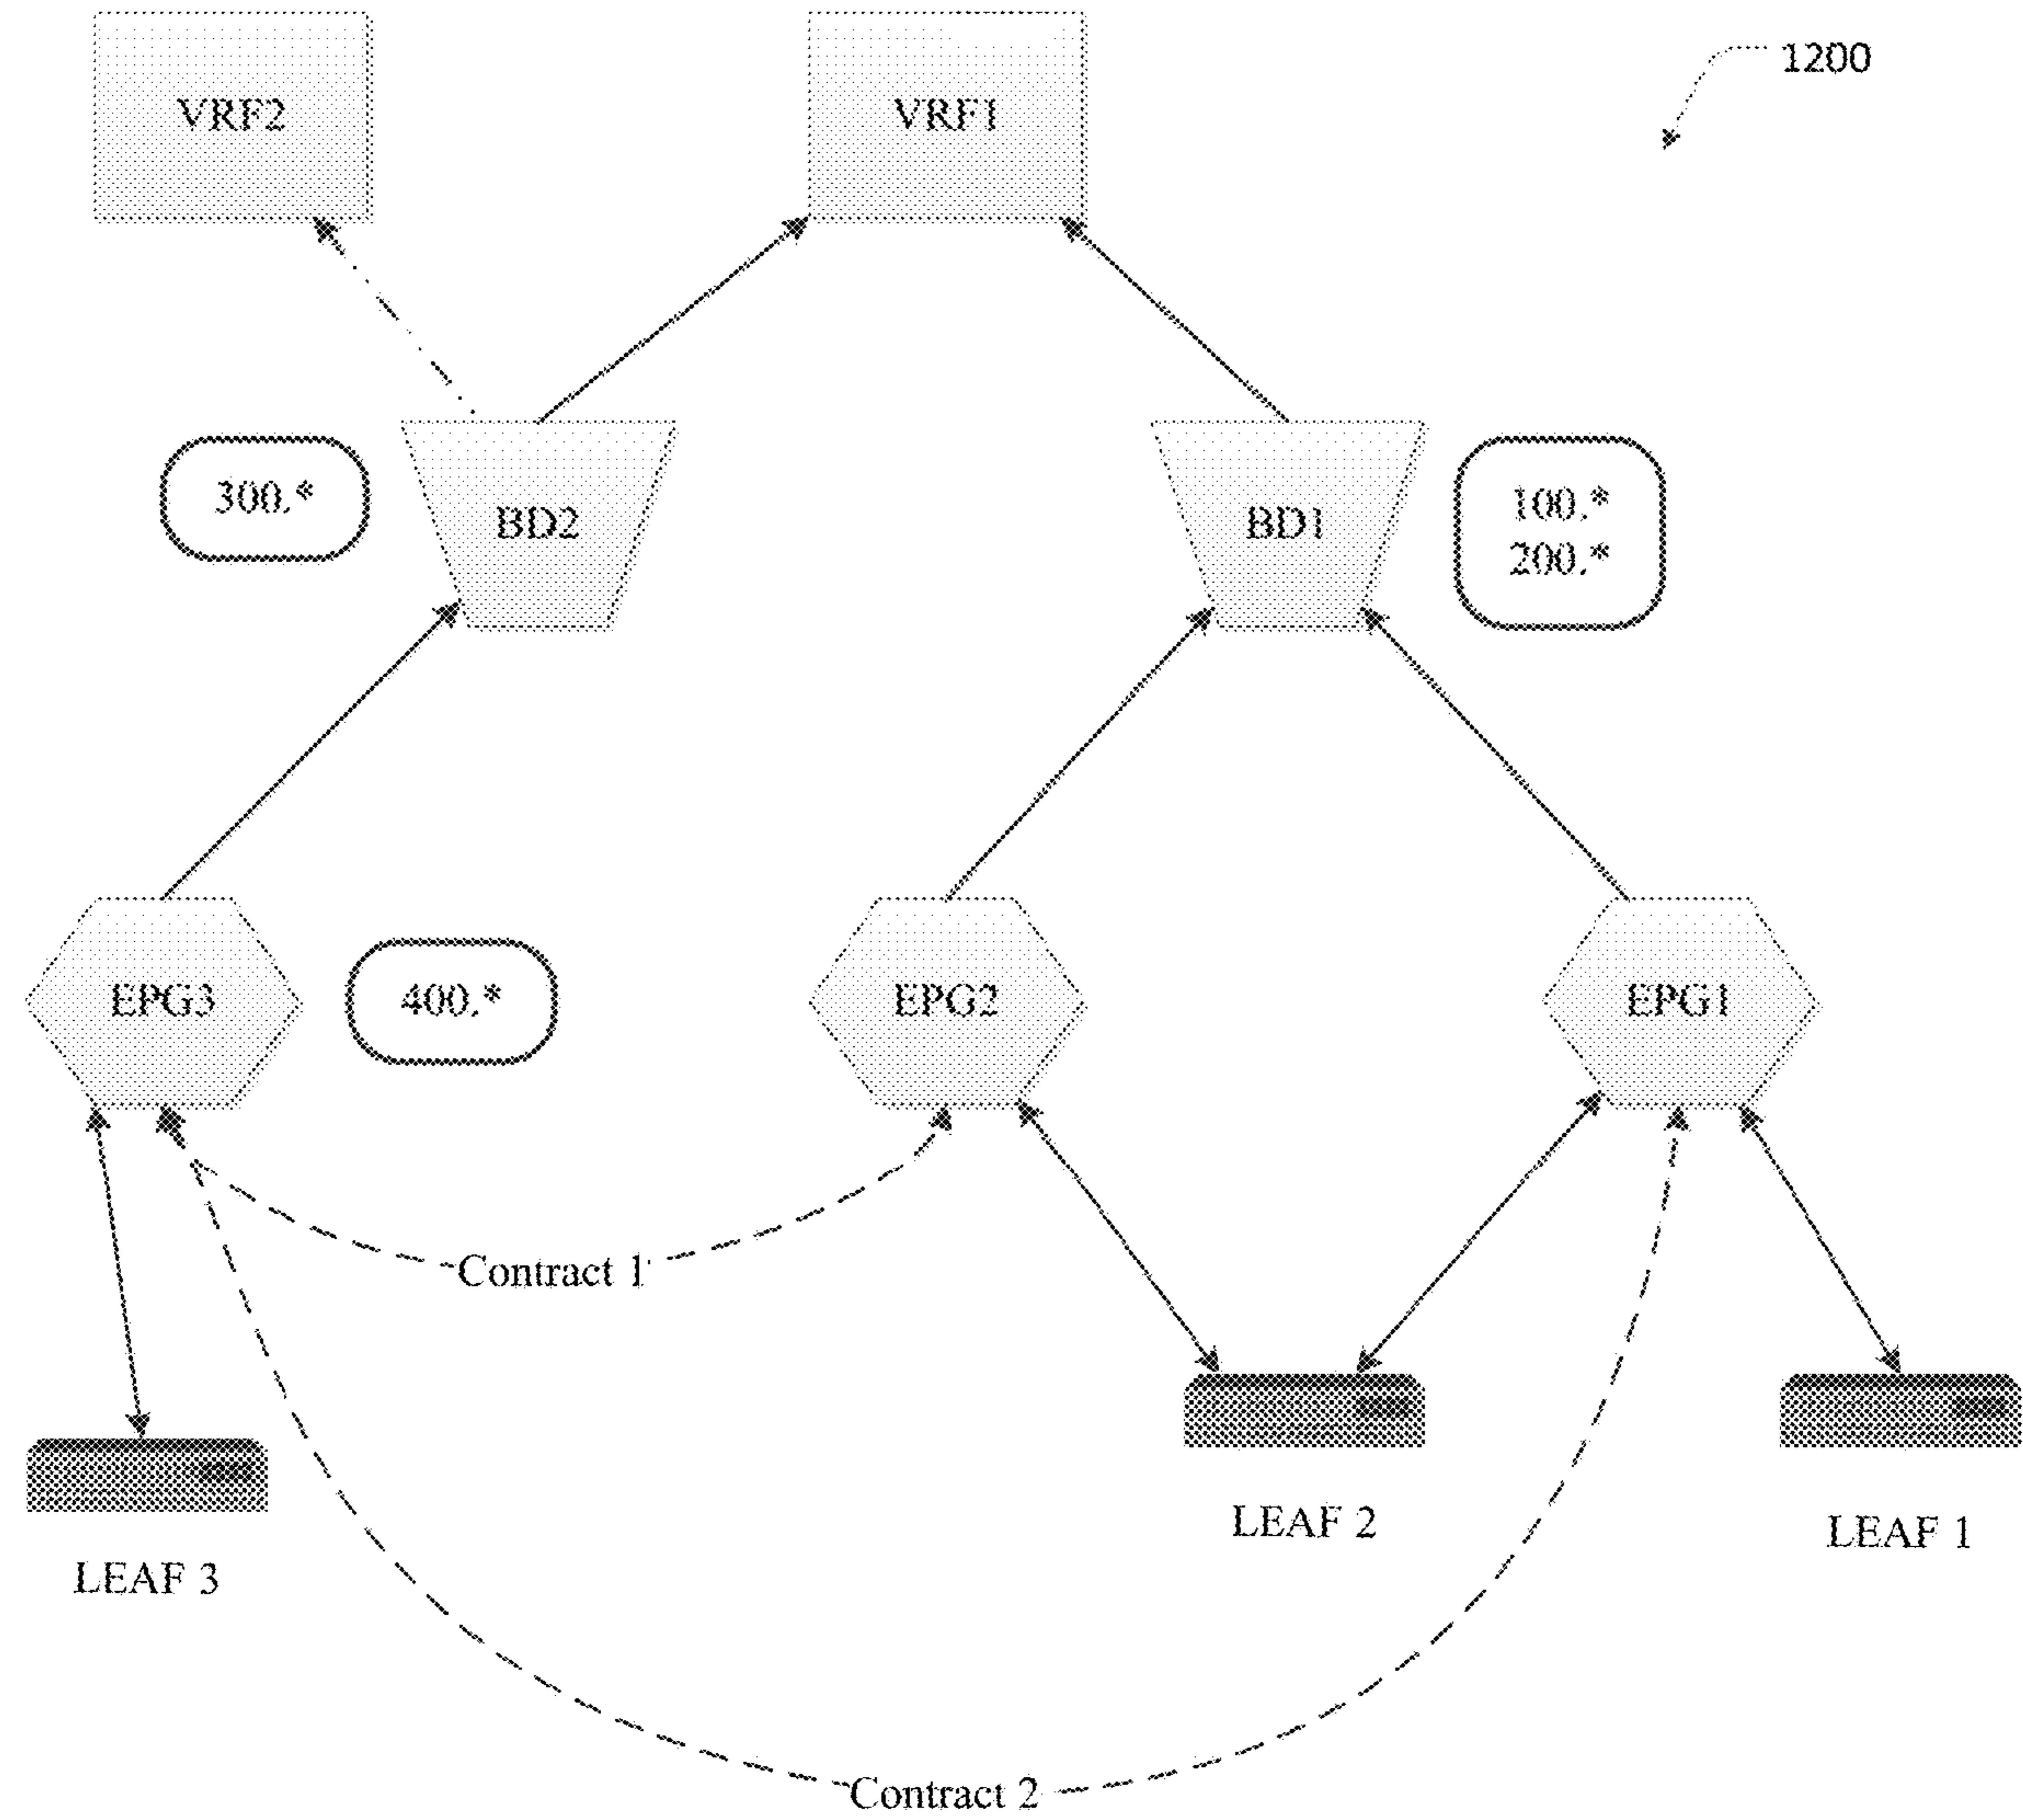 VRF2
VRF1
1200
300.*
BD2
BD1
100.*
200.*
EPG3
400.*
EPG2
EPG1
Contract 1
LEAF 3
LEAF 2
LEAF 1
Contract 2